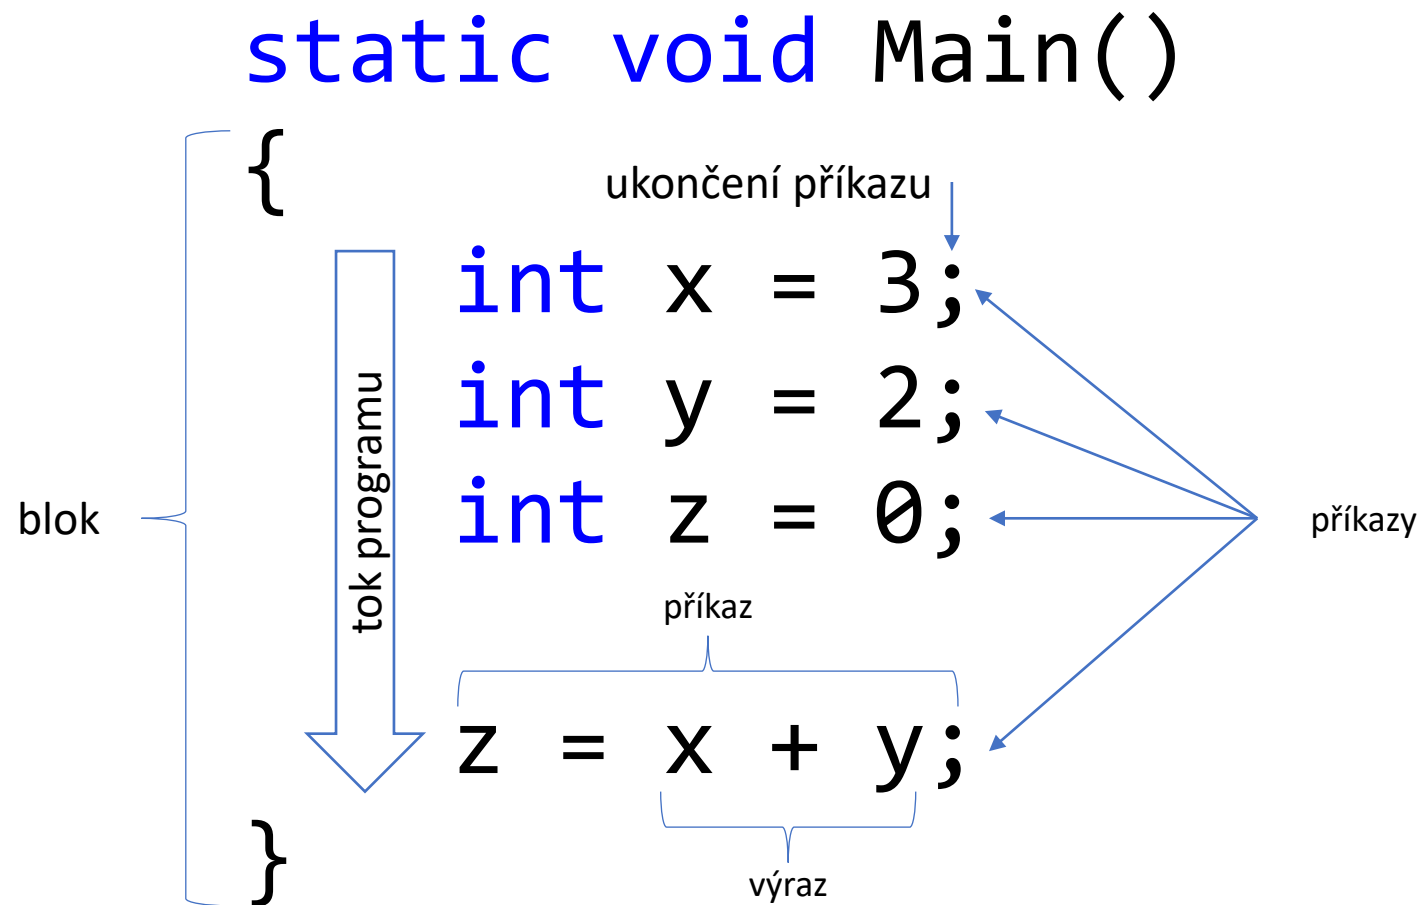 static void Main()
{
ukončení příkazu
int x = 3;
int y = 2;
tok programu
int z = 0;
blok
příkazy
příkaz
z = x + y;
}
výraz